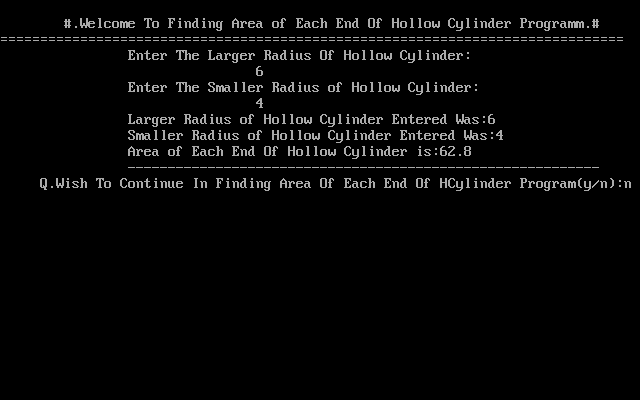 #.Welcome To Finding Area of Each End Of Hollow Cylinder Programm.#
==============================================================================
Enter The Larger Radius Of Hollow Cylinder:
6
Enter The Smaller Radius of Hollow Cylinder:
4
Larger Radius of Hollow Cylinder Entered Was:6
Smaller Radius of Hollow Cylinder Entered Was:4
Area of Each End Of Hollow Cylinder is:62.8
-----------------------------------------------------------
Q.Wish To Continue In Finding Area Of Each End Of HCylinder Program(y/n):n